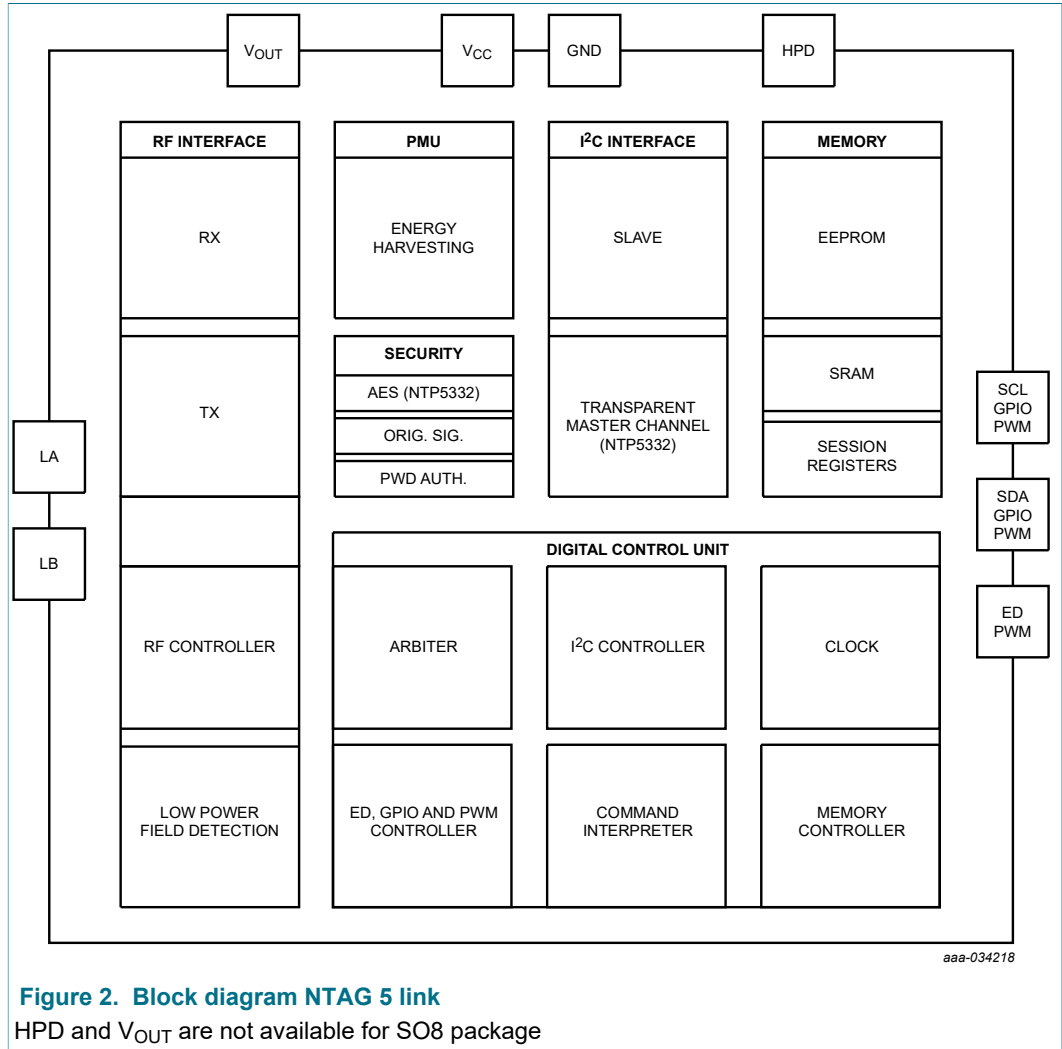 VOUT
VCC
GND
HPD
RF INTERFACE
PMU
I2C INTERFACE
MEMORY
RX
ENERGY
HARVESTING
SLAVE
EEPROM
TX
SECURITY
AES (NTP5332)
ORIG. SIG.
PWD AUTH.
TRANSPARENT
MASTER CHANNEL
(NTP5332)
SRAM
SESSION
REGISTERS
SCL
GPIO
PWM
LA
SDA
GPIO
PWM
LB
DIGITAL CONTROL UNIT
ED
PWM
RF CONTROLLER
ARBITER
I2C CONTROLLER
CLOCK
LOW POWER
FIELD DETECTION
ED, GPIO AND PWM
CONTROLLER
COMMAND
INTERPRETER
MEMORY
CONTROLLER
aaa-034218
Figure 2. Block diagram NTAG 5 link
HPD and VOUT are not available for SO8 package